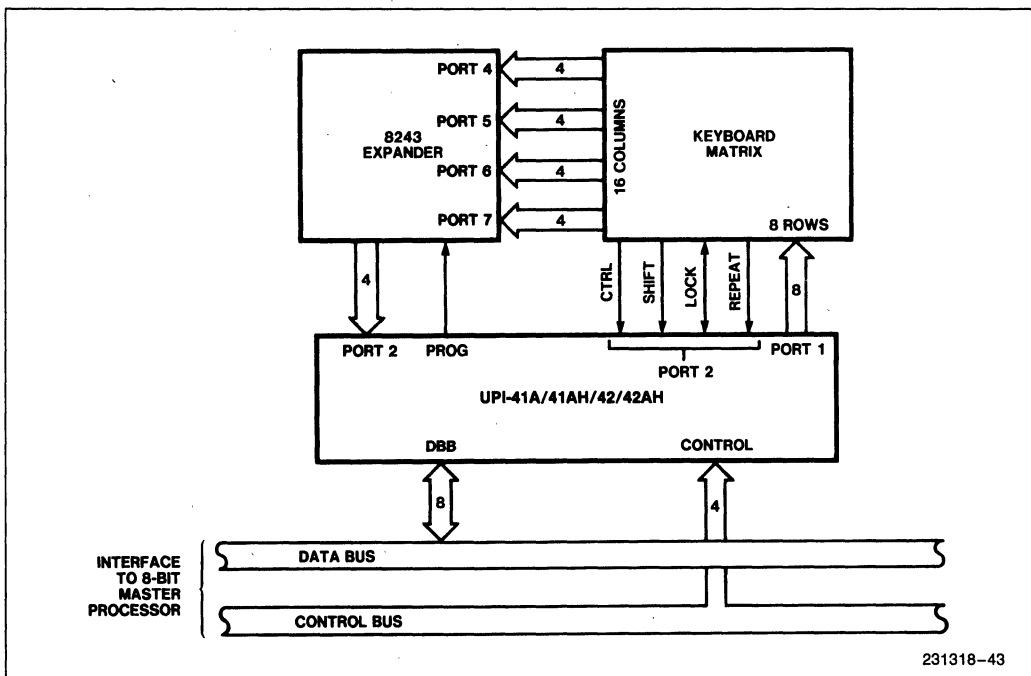 PORT 4
4
PORT 5
4
PORT 6
4
PORT 7
4
8243
EXPANDER
16 COLUMNS
KEYBOARD
MATRIX
8 ROWS
4
CTRL
SHIFT
LOCK
REPEAT
8
PORT 2
PROG
PORT 2
PORT 1
UPI-41A/41AH/42/42AH
DBB
CONTROL
8
4
INTERFACE
TO 8-BIT
MASTER
PROCESSOR
DATA BUS
CONTROL BUS
231318-43